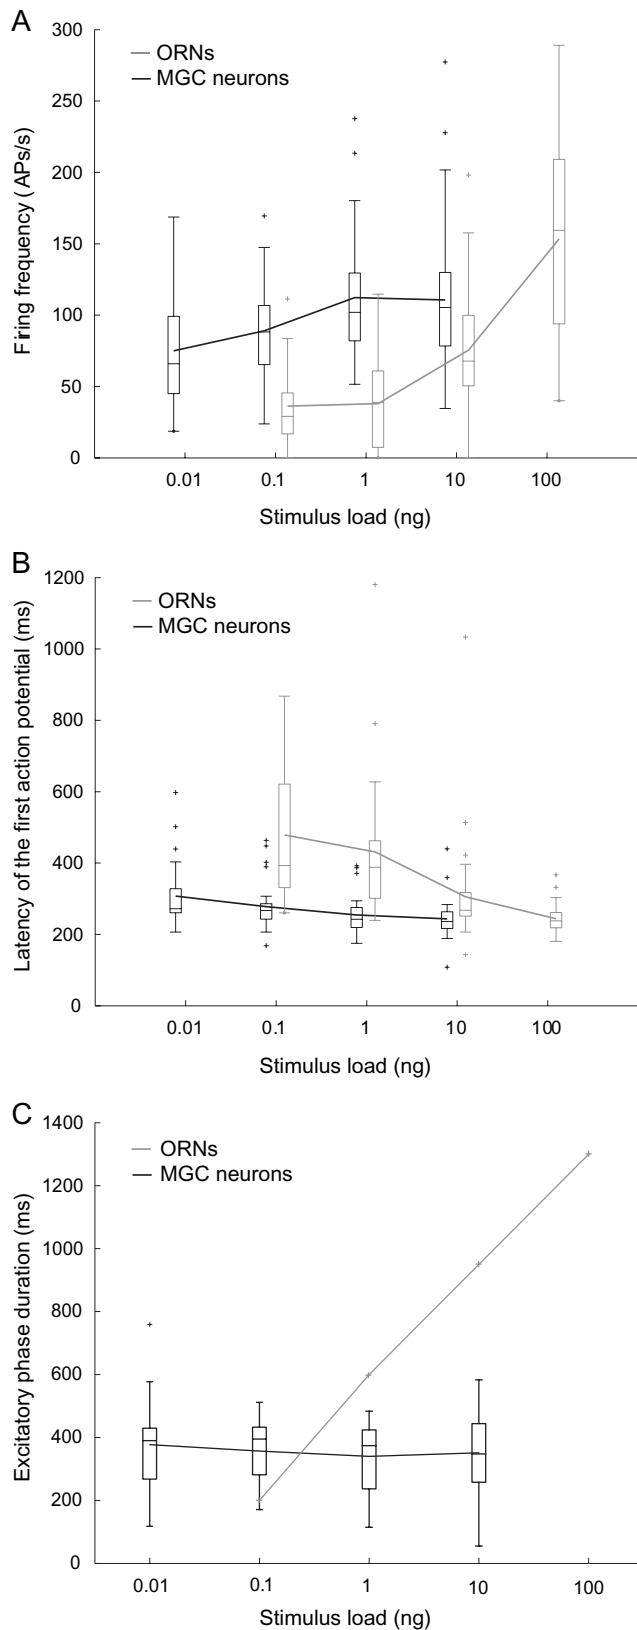 A
ORNs
MGC neurons
Firing frequency ( APs/s)
300
250
200
150
100
50
0
0.01 0.1 1 10 100
Stimulus load (ng)
B
ORNs
MGC neurons
Latency of the first action potential (ms)
1200
1000
800
600
400
200
0
0.01 0.1 1 10 100
Stimulus load (ng)
C
ORNs
MGC neurons
Excitatory phase duration (ms)
1400
1200
1000
800
600
400
200
0
0.01 0.1 1 10 100
Stimulus load (ng)